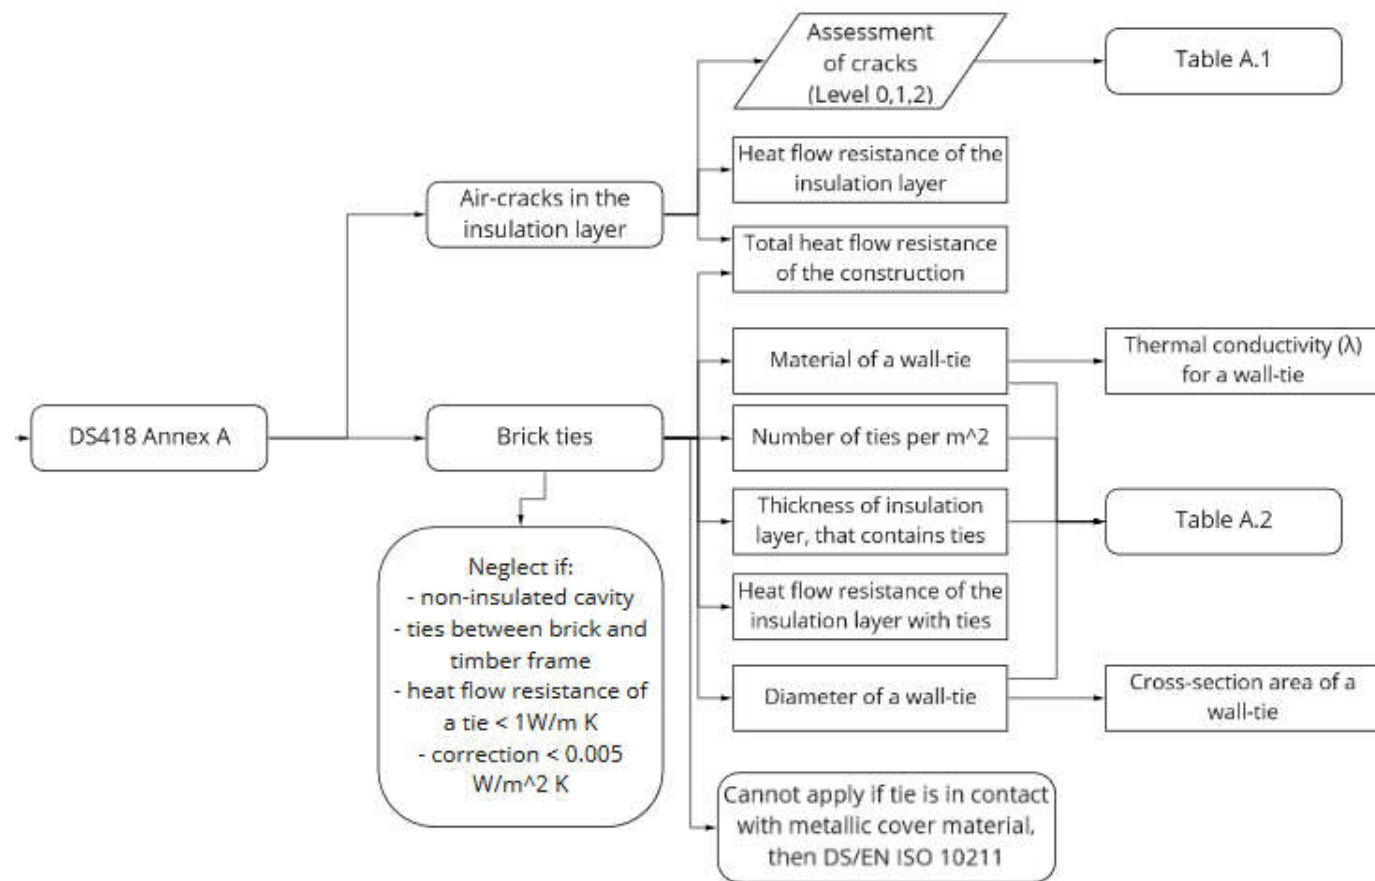 Assessment
of cracks
(Level 0,1,2)
Table A.1
Heat flow resistance of the
insulation layer
Air-cracks in the
insulation layer
Total heat flow resistance
of the construction
Material of a wall-tie
Thermal conductivity (λ)
for a wall-tie
DS418 Annex A
Brick ties
Number of ties per m^2
Thickness of insulation
layer, that contains ties
Table A.2
Neglect if:
- non-insulated cavity
- ties between brick and
timber frame
- heat flow resistance of
a tie < 1W/m K
- correction < 0.005
W/m^2 K
Heat flow resistance of the
insulation layer with ties
Diameter of a wall-tie
Cross-section area of a
wall-tie
Cannot apply if tie is in contact
with metallic cover material,
then DS/EN ISO 10211